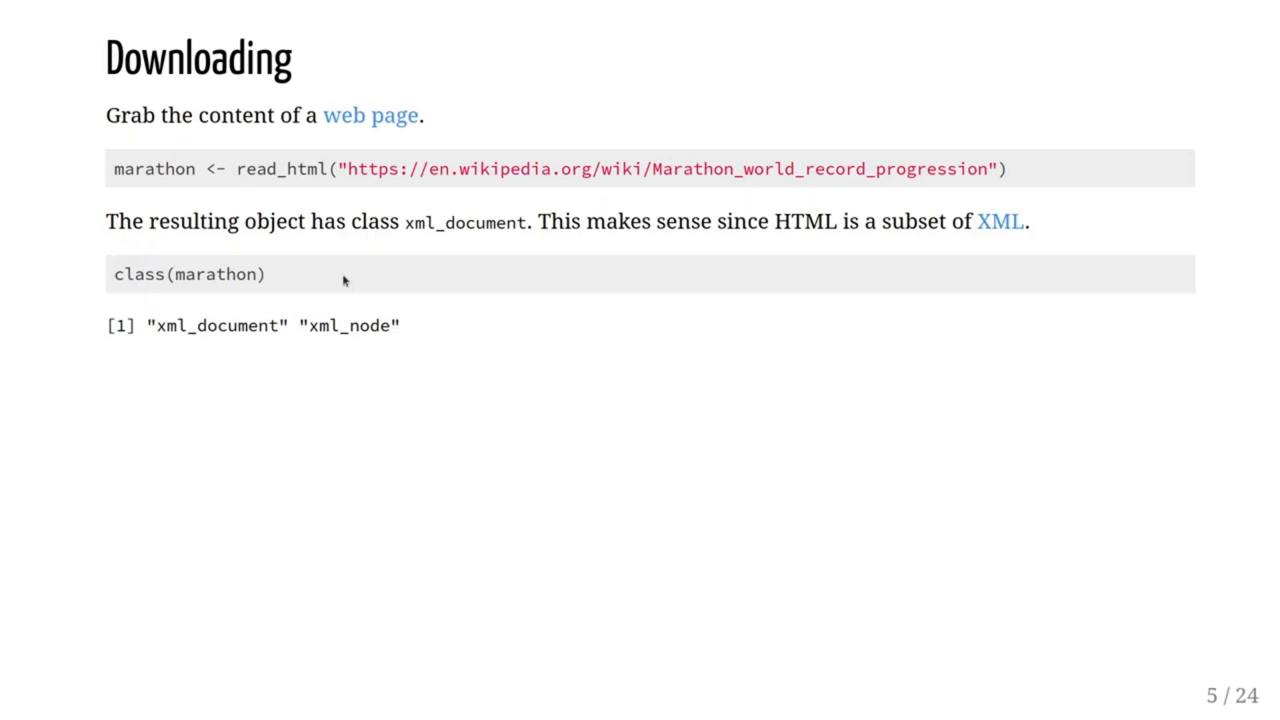 Downloading
Grab the content of a web page.
marathon <- read_html("https://en.wikipedia.org/wiki/Marathon_world_record_progression")
The resulting object has class xml_document. This makes sense since HTML is a subset of XML.
class(marathon)
[1] "xml_document" "xml_node"
5 / 24